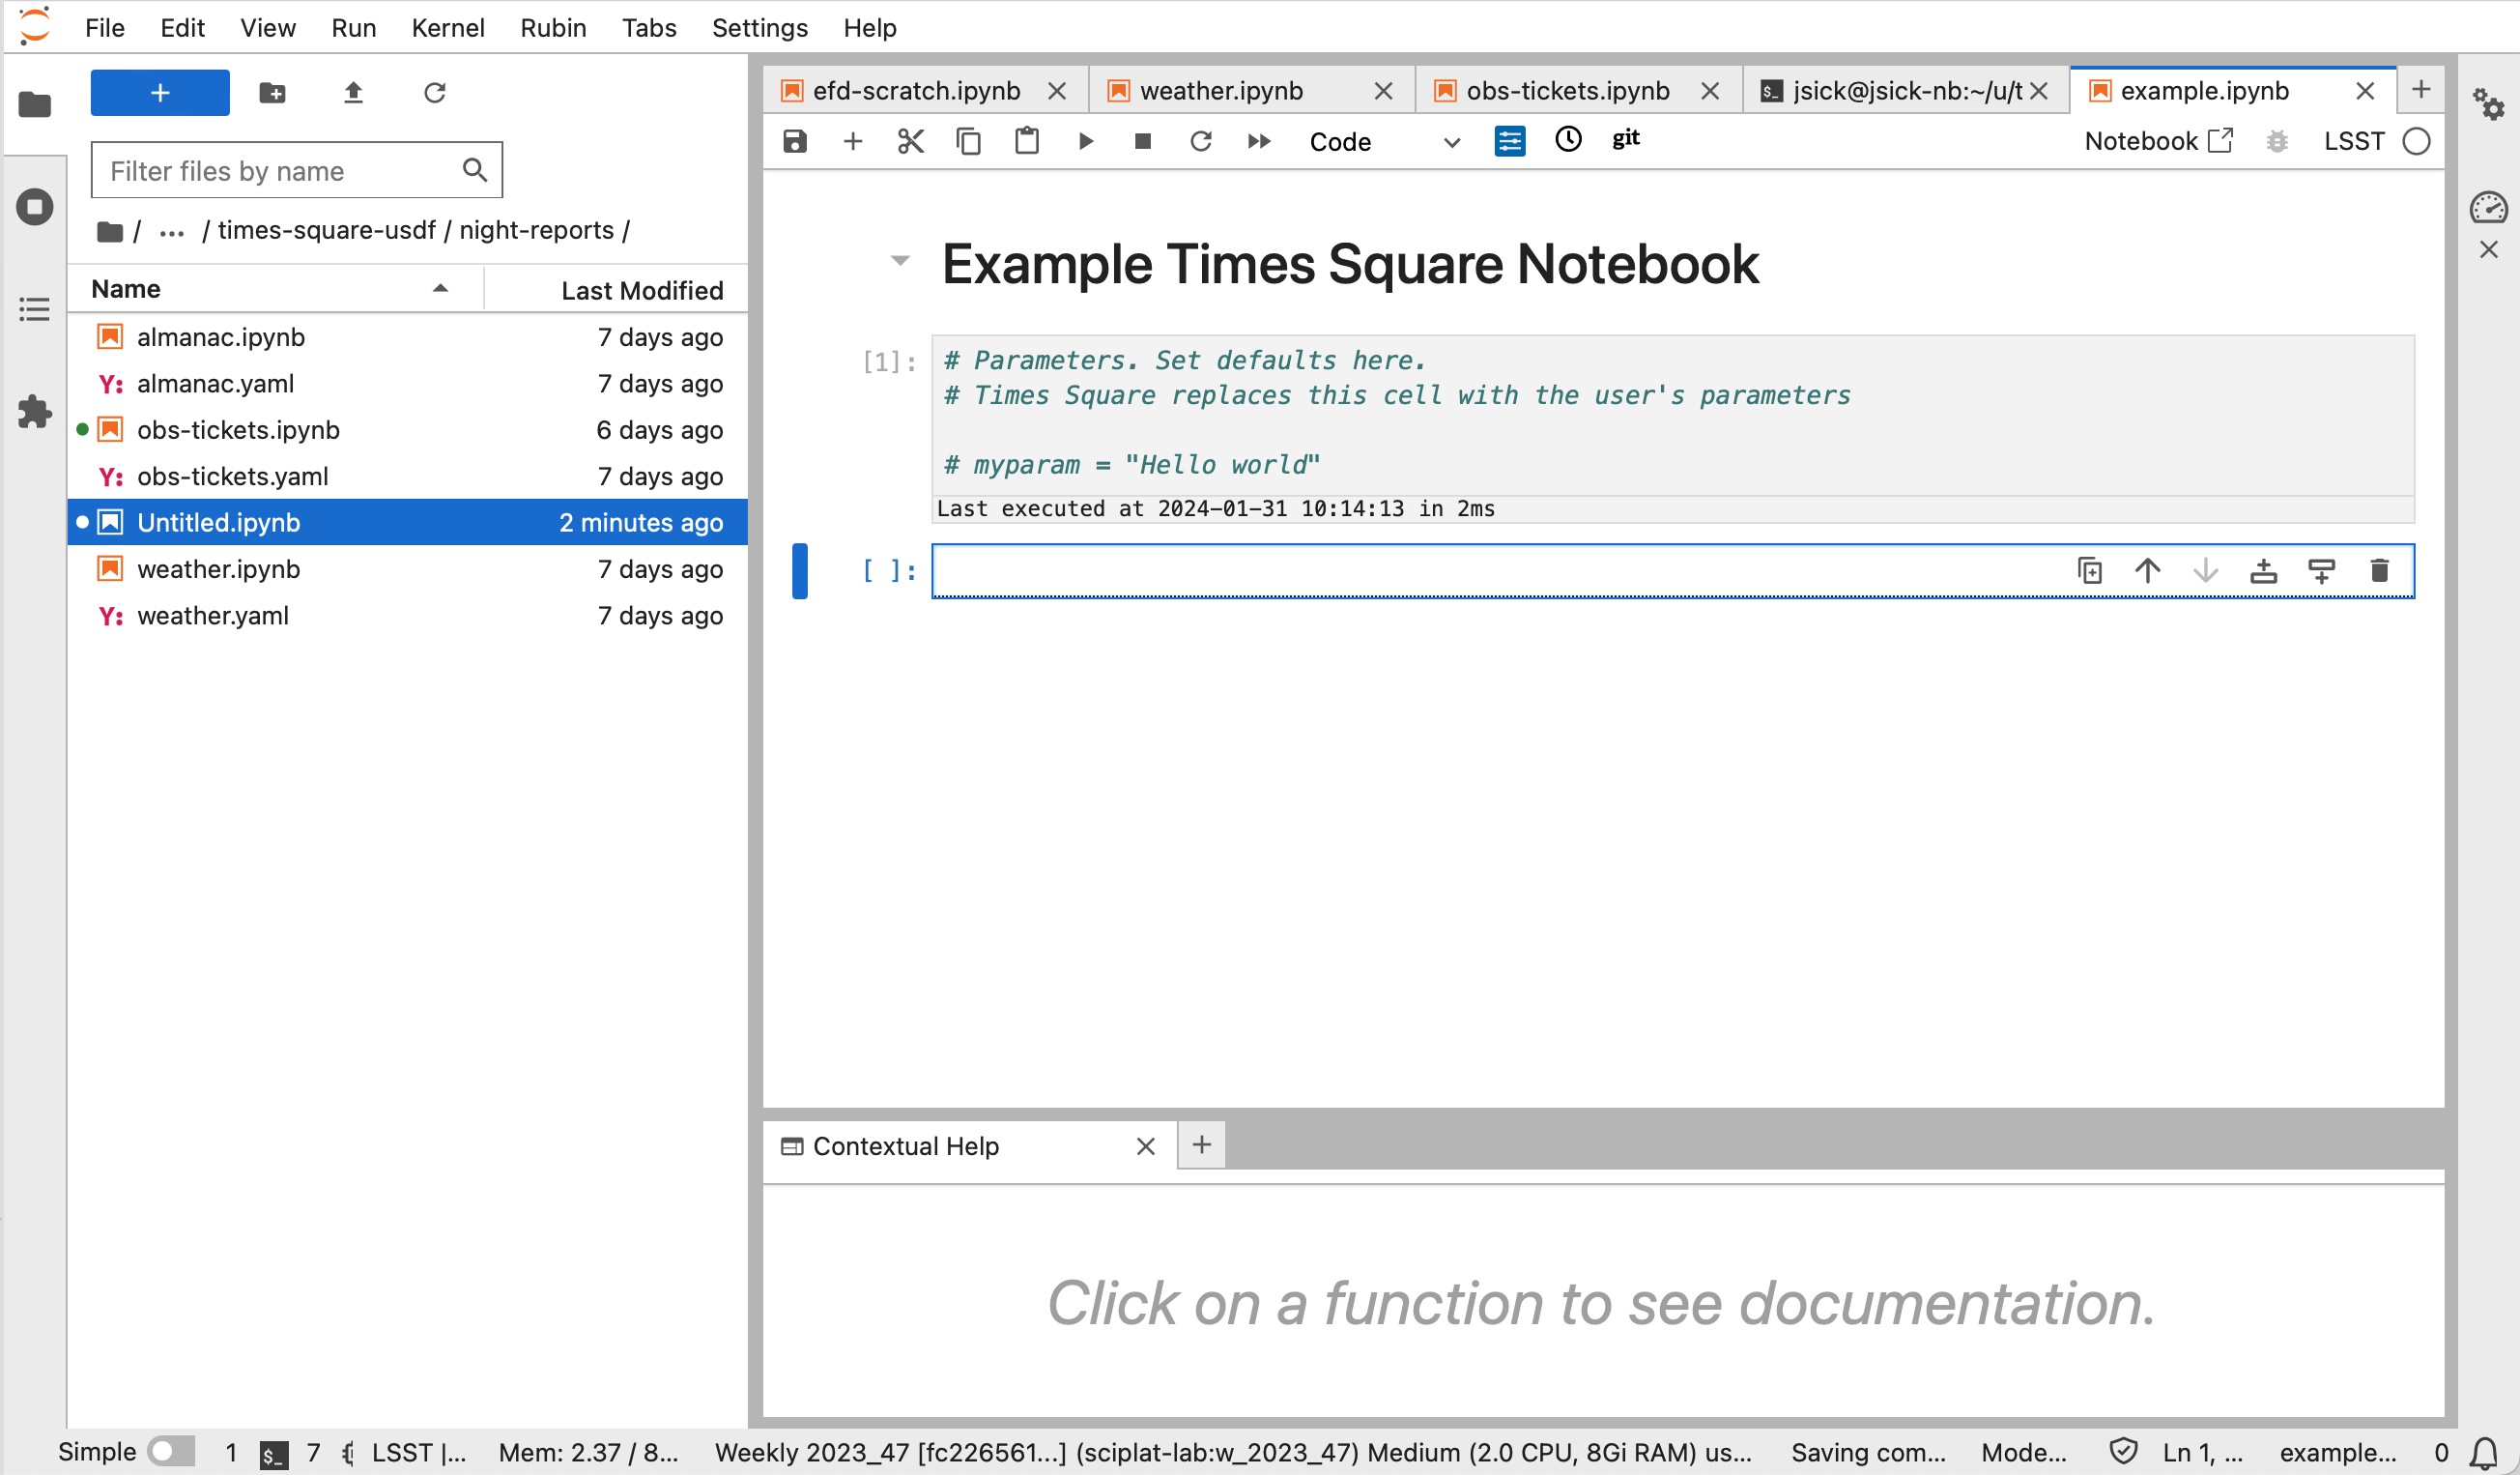 File Edit View Run Kernel Rubin Tabs Settings Help
+
Filter files by name
/ ... / times-square-usdf / night-reports /
Name Last Modified
almanac.ipynb 7 days ago
Y: almanac.yaml 7 days ago
obs-tickets.ipynb 6 days ago
Y: obs-tickets.yaml 7 days ago
Untitled.ipynb 2 minutes ago
weather.ipynb 7 days ago
Y: weather.yaml 7 days ago
efd-scratch.ipynb weather.ipynb obs-tickets.ipynb $_ jsick@jsick-nb:~/u/t example.ipynb
Code git Notebook LSST
Example Times Square Notebook
[1]: # Parameters. Set defaults here.
# Times Square replaces this cell with the user's parameters
# myparam = "Hello world"
Last executed at 2024-01-31 10:14:13 in 2ms
[ ]:
Contextual Help
Click on a function to see documentation.
Simple 1 $_ 7 LSST |... Mem: 2.37 / 8... Weekly 2023_47 [fc226561...] (sciplat-lab:w_2023_47) Medium (2.0 CPU, 8Gi RAM) us... Saving com... Mode... Ln 1, ... example... 0